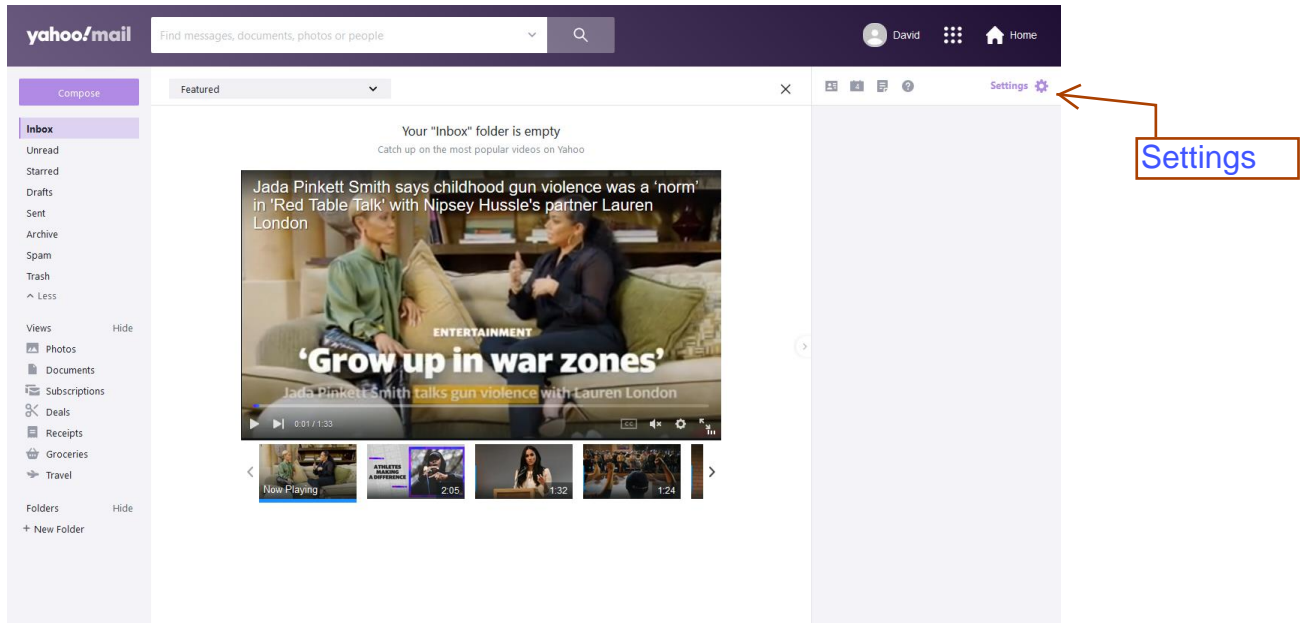 yahoo!mail
Find messages, documents, photos or people
David
Home
Compose
Featured
4
Settings
Settings
Inbox
Unread
Starred
Drafts
Sent
Archive
Spam
Trash
Less
Views Hide
Photos
Documents
Subscriptions
Deals
Receipts
Groceries
Travel
Folders Hide
+ New Folder
Your "Inbox" folder is empty
Catch up on the most popular videos on Yahoo
Jada Pinkett Smith says childhood gun violence was a ‘norm’
in 'Red Table Talk' with Nipsey Hussle's partner Lauren
London
ENTERTAINMENT
‘Grow up in war zones’
Jada Pinkett Smith talks gun violence with Lauren London
0:01 / 1:33
CC
Now Playing
ATHLETES
MAKING
A DIFFERENCE
2:05
1:32
1:24